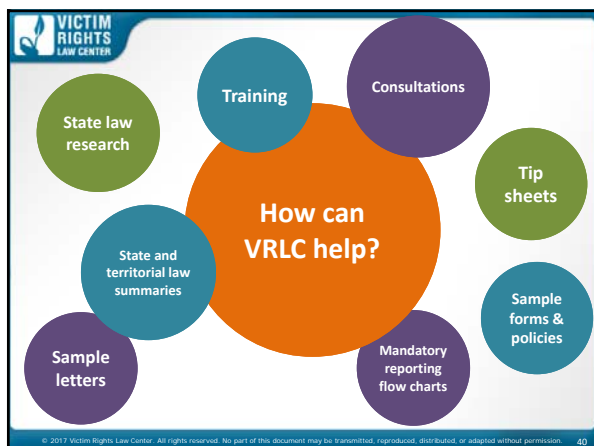 VICTIM
RIGHTS
LAW CENTER
Training
Consultations
State law
research
Tip
sheets
How can
VRLC help?
State and
territorial law
summaries
Sample
forms &
policies
Sample
letters
Mandatory
reporting
flow charts
© 2017 Victim Rights Law Center. All rights reserved. No part of this document may be transmitted, reproduced, distributed, or adapted without permission. 40